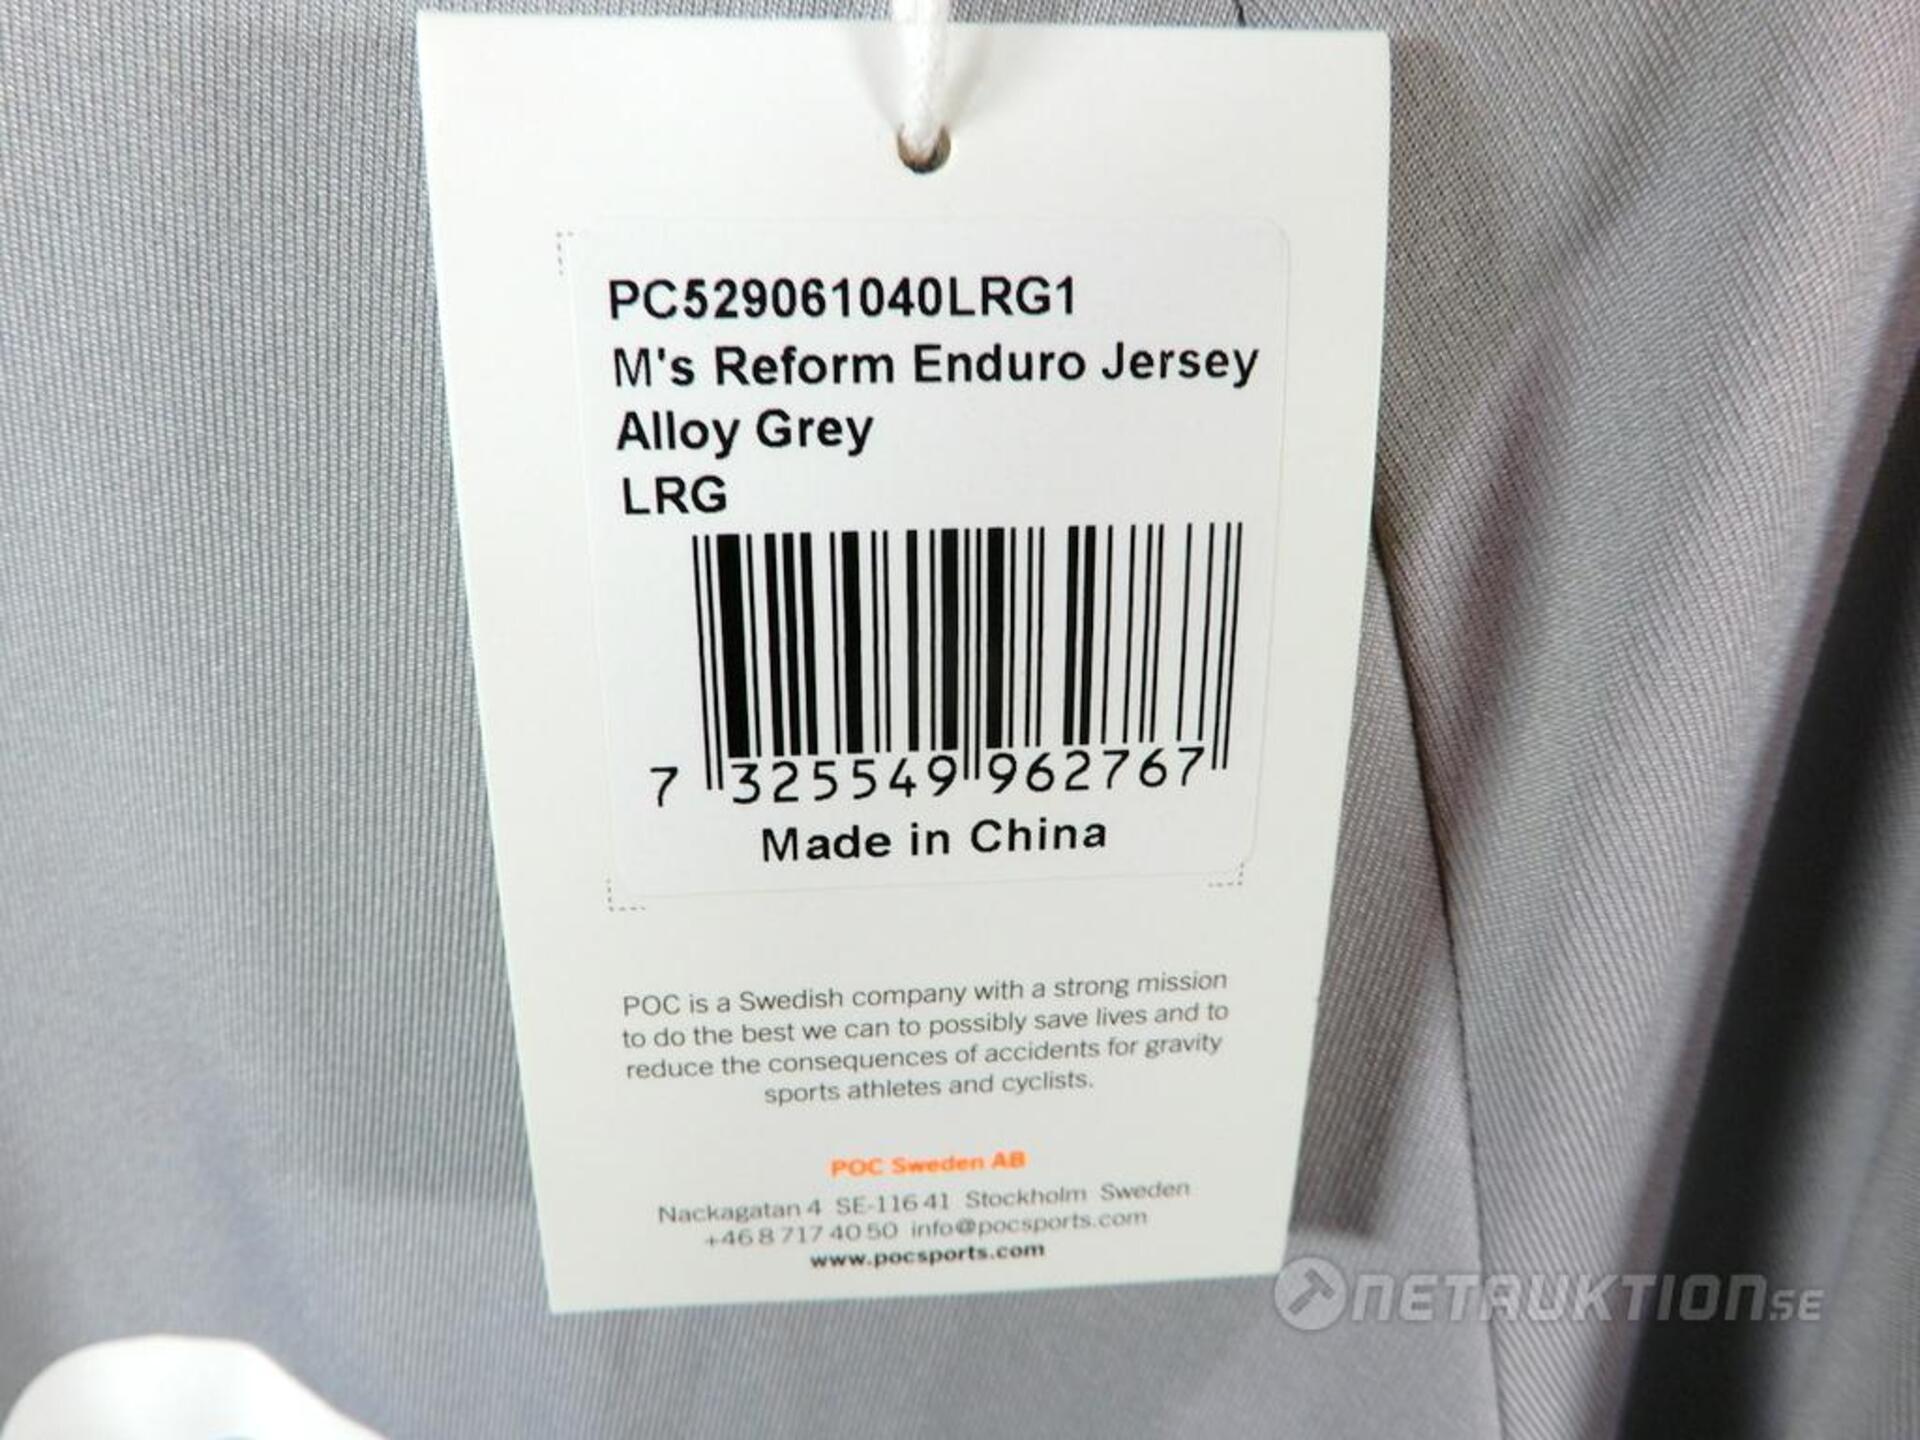 PC529061040LRG1
M's Reform Enduro Jersey
Alloy Grey
LRG
7 325549 962767
Made in China
POC is a Swedish company with a strong mission
to do the best we can to possibly save lives and to
reduce the consequences of accidents for gravity
sports athletes and cyclists.
POC Sweden AB
Nackagatan 4 SE-116 41 Stockholm Sweden
+46 8 717 40 50 info@pocsports.com
www.pocsports.com
NETAUKTION.SE